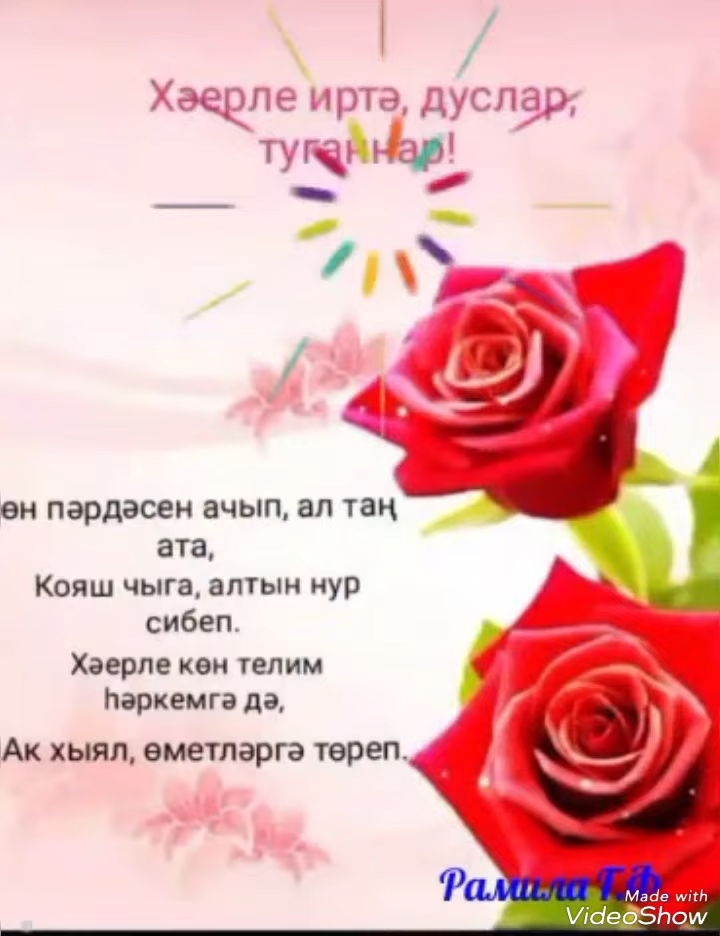 Хәерле иртә, дуслар,
туганнар!
өн пәрдәсен ачып, ал таң
ата,
Кояш чыга, алтын нур
сибеп.
Хәерле көн телим
һәркемгә дә,
Ак хыял, өметләргә төреп.
Рамила Г.Ф
Made with
VideoShow